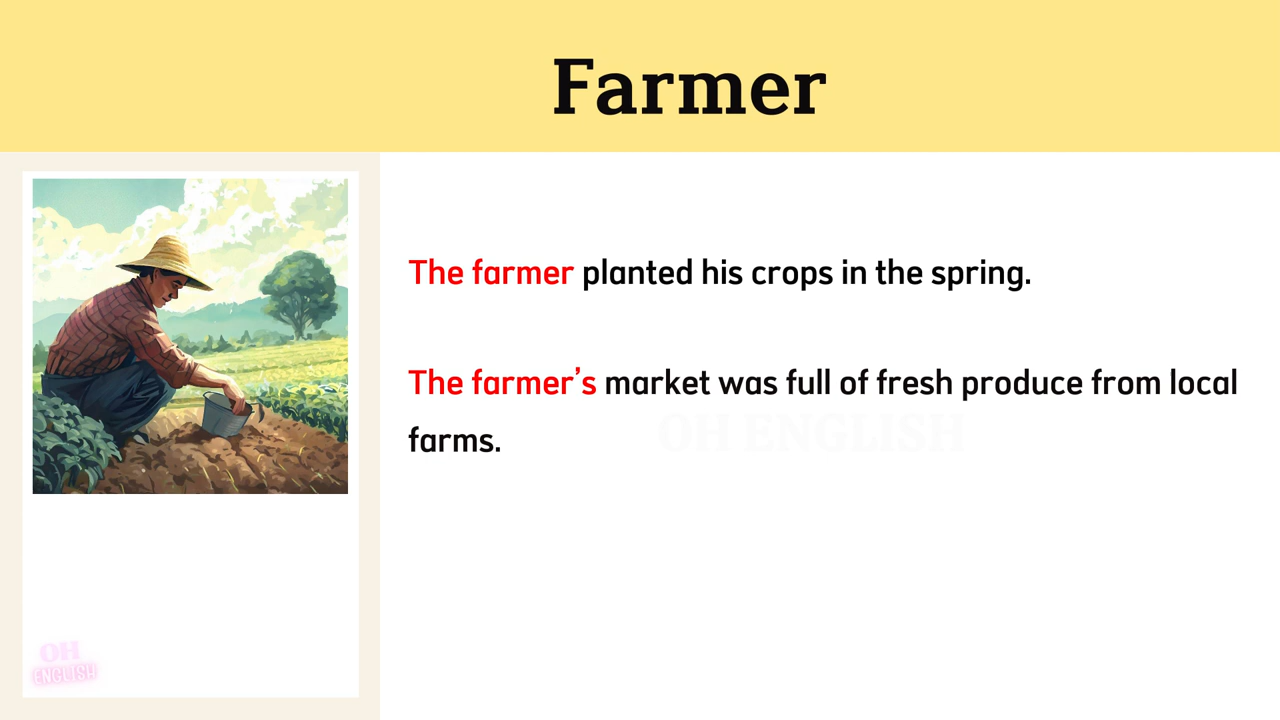 Farmer
The farmer planted his crops in the spring.
The farmer’s market was full of fresh produce from local
farms.
OH ENGLISH
OH
ENGLISH